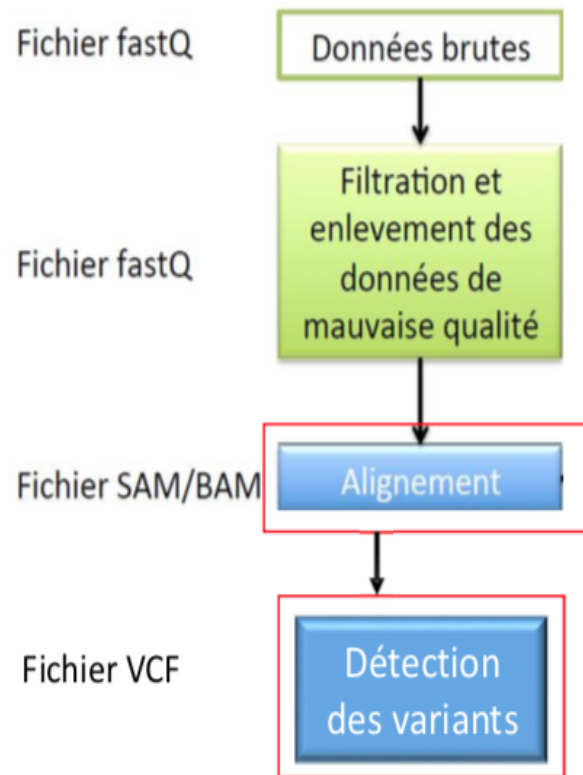 Fichier fastQ
Données brutes
Fichier fastQ
Filtration et
enlevement des
données de
mauvaise qualité
Fichier SAM/BAM
Alignement
Fichier VCF
Détection
des variants